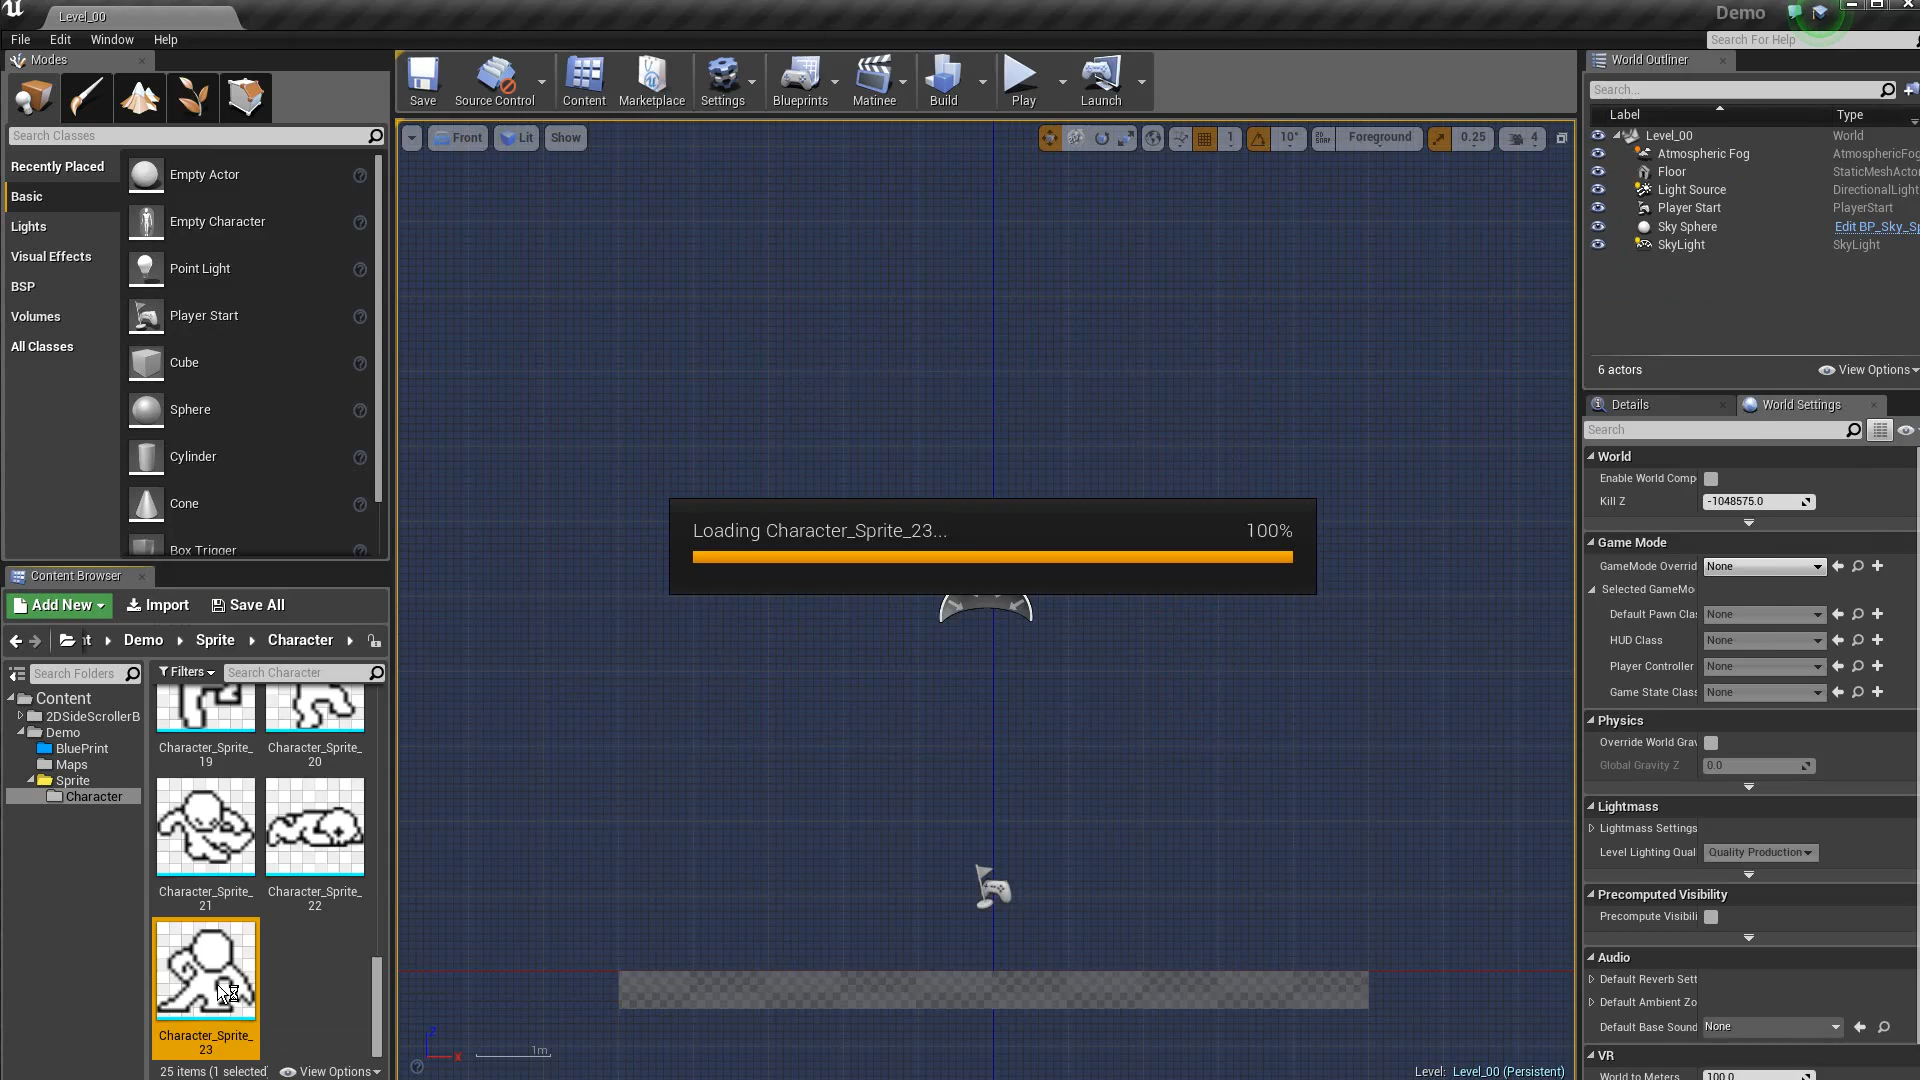 Level_00
Demo
File Edit Window Help
Search For Help
Modes
Save
Source Control
Content
Marketplace
Settings
Blueprints
Matinee
Build
Play
Launch
World Outliner
Search...
Label Type
Level_00 World
Atmospheric Fog AtmosphericFog
Floor StaticMeshActo
Light Source DirectionalLight
Player Start PlayerStart
Sky Sphere Edit BP_Sky_Sp
SkyLight SkyLight
6 actors
View Options
Search Classes
Recently Placed
Basic
Lights
Visual Effects
BSP
Volumes
All Classes
Empty Actor
Empty Character
Point Light
Player Start
Cube
Sphere
Cylinder
Cone
Box Trigger
Front
Lit
Show
1
10°
Foreground
0.25
4
Loading Character_Sprite_23... 100%
1m
Level: Level_00 (Persistent)
Details
World Settings
Search
World
Enable World Comp
Kill Z -1048575.0
Game Mode
GameMode Overrid None
Selected GameMo
Default Pawn Cla None
HUD Class None
Player Controller None
Game State Class None
Physics
Override World Grav
Global Gravity Z 0.0
Lightmass
Lightmass Settings
Level Lighting Qual Quality Production
Precomputed Visibility
Precompute Visibili
Audio
Default Reverb Sett
Default Ambient Zo
Default Base Sound None
VR
World to Meters 100.0
Content Browser
Add New Import Save All
nt Demo Sprite Character
Search Folders
Filters
Search Character
Content
2DSideScrollerB
Demo
BluePrint
Maps
Sprite
Character
Character_Sprite_
19
Character_Sprite_
20
Character_Sprite_
21
Character_Sprite_
22
Character_Sprite_
23
25 items (1 selected)
View Options